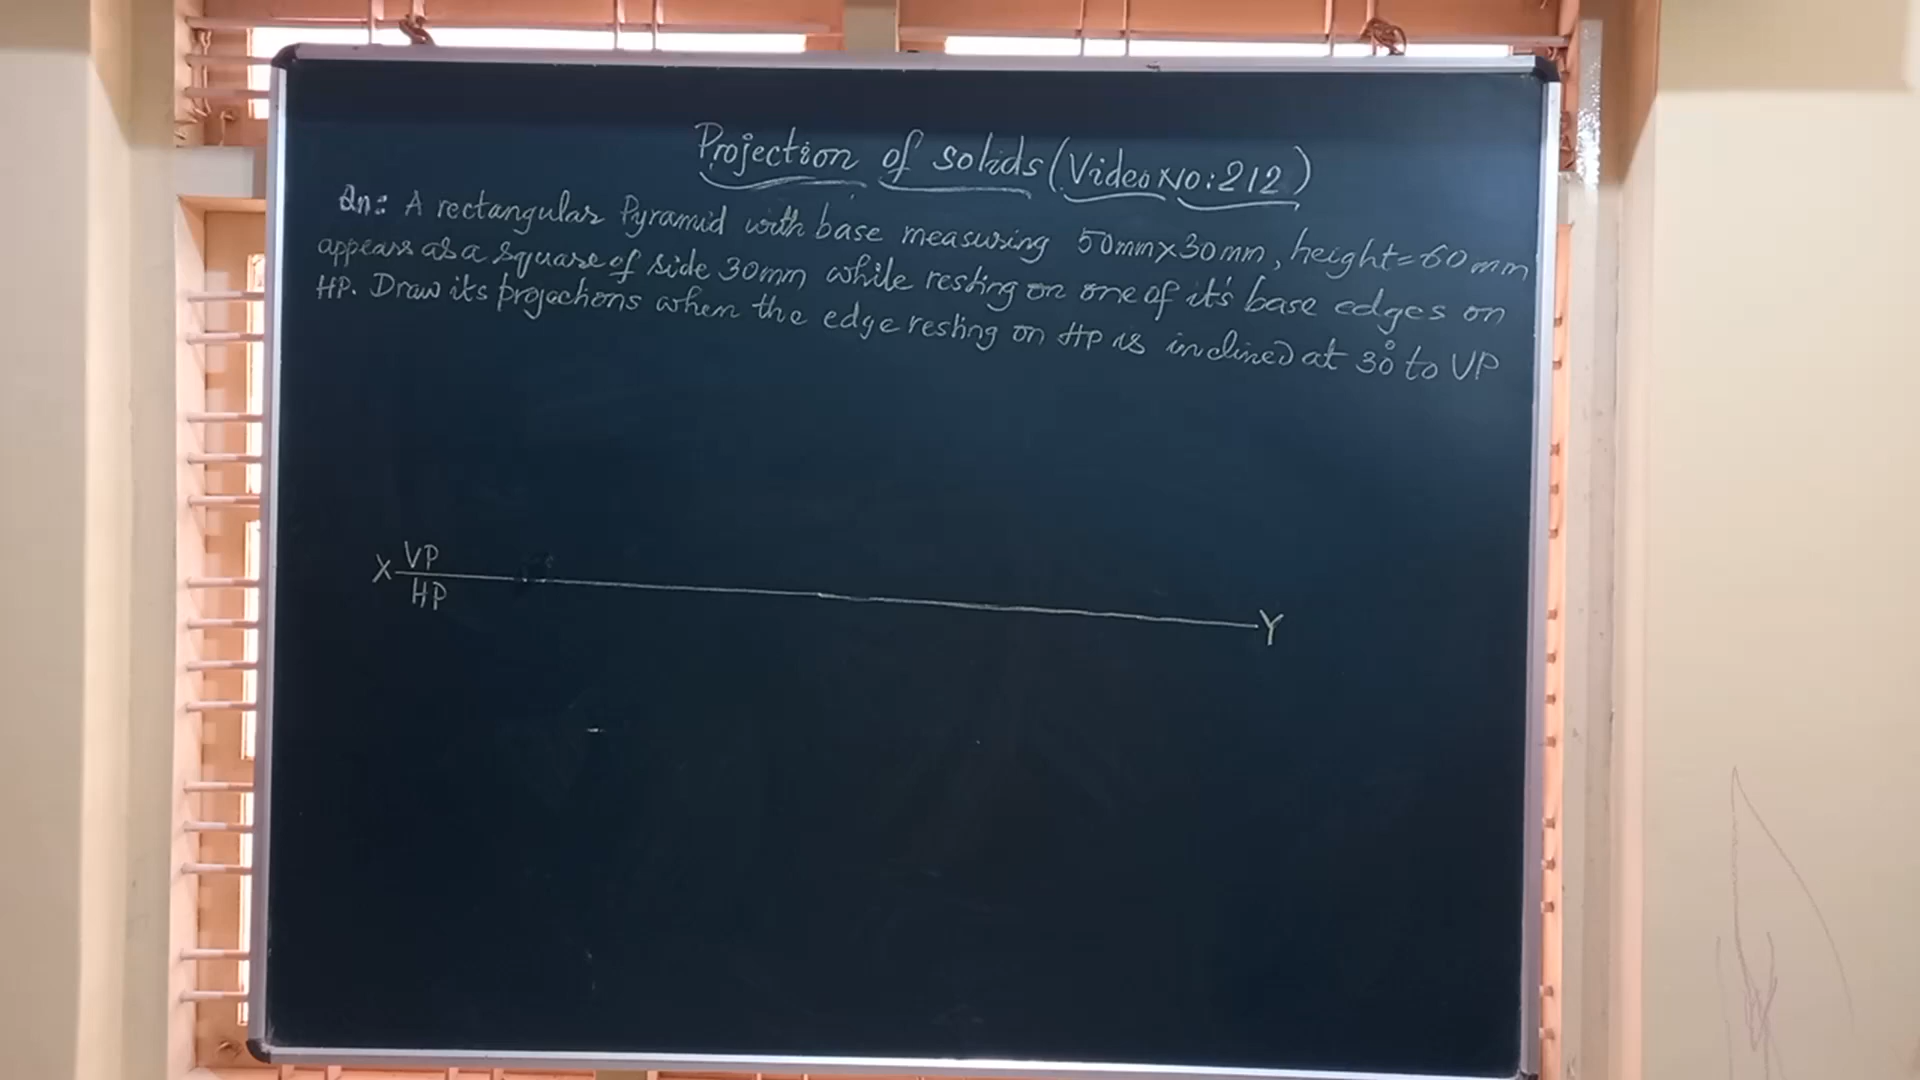 Projection of solids (Video No: 212)
Qn: A rectangular Pyramid with base measuring 50mm x 30mm, height = 60 mm
appears as a square of side 30mm while resting on one of it's base edges on
HP. Draw its projections when the edge resting on HP is inclined at 30° to VP
X VP
HP
Y